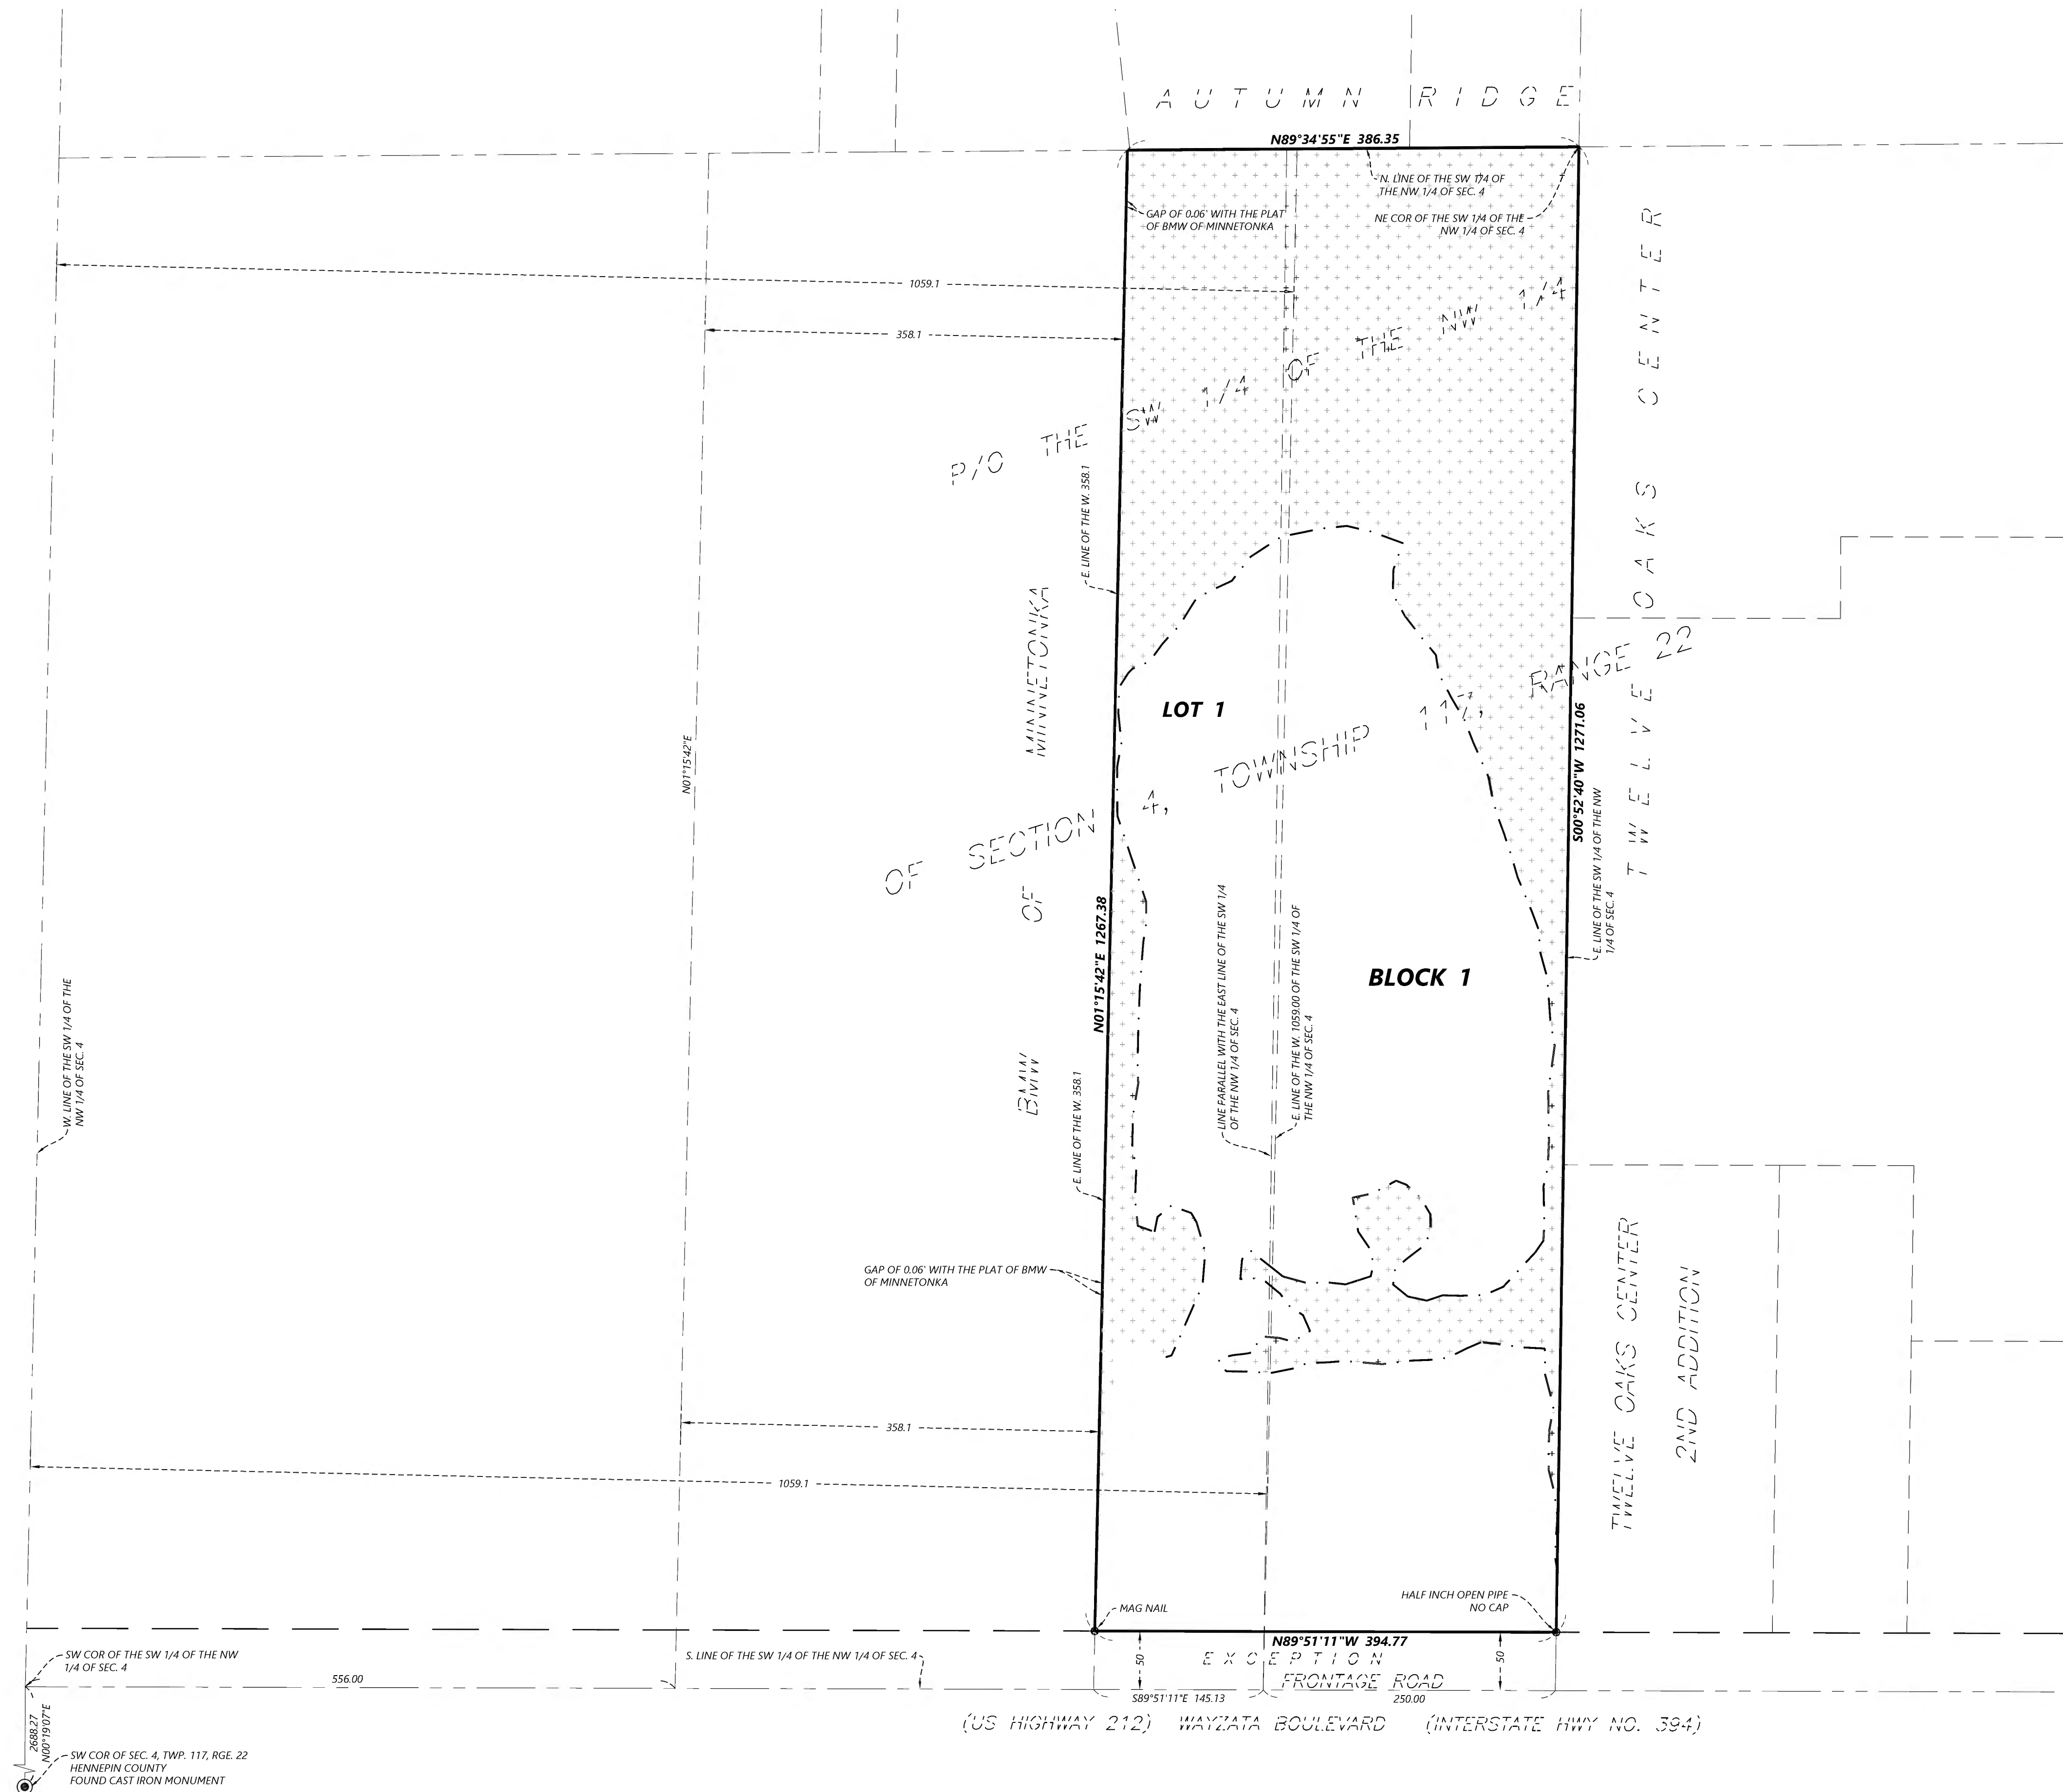 AUTUMN RIDGE
N89°34'55"E 386.35
N. LINE OF THE SW 1/4 OF
THE NW 1/4 OF SEC. 4
GAP OF 0.06' WITH THE PLAT
OF BMW OF MINNETONKA
NE COR OF THE SW 1/4 OF THE
NW 1/4 OF SEC. 4
1059.1
358.1
P/O THE SW 1/4 OF THE NW 1/4
OF SECTION 4, TOWNSHIP 117, RANGE 22
TWELVE OAKS CENTER
E. LINE OF THE W. 358.1
BMW OF MINNETONKA
LOT 1
N01°15'42"E
S00°52'40"W 1271.06
E. LINE OF THE SW 1/4 OF THE NW
1/4 OF SEC. 4
N01°15'42"E 1267.38
LINE PARALLEL WITH THE EAST LINE OF THE SW 1/4
OF THE NW 1/4 OF SEC. 4
E. LINE OF THE W. 1059.00 OF THE SW 1/4 OF
THE NW 1/4 OF SEC. 4
BLOCK 1
W. LINE OF THE SW 1/4 OF THE
NW 1/4 OF SEC. 4
E. LINE OF THE W. 358.1
GAP OF 0.06' WITH THE PLAT OF BMW
OF MINNETONKA
TWELVE OAKS CENTER
2ND ADDITION
358.1
1059.1
MAG NAIL
HALF INCH OPEN PIPE
NO CAP
N89°51'11"W 394.77
SW COR OF THE SW 1/4 OF THE NW
1/4 OF SEC. 4
S. LINE OF THE SW 1/4 OF THE NW 1/4 OF SEC. 4
50
EXCEPTION
50
556.00
FRONTAGE ROAD
S89°51'11"E 145.13
250.00
(US HIGHWAY 212) WAYZATA BOULEVARD (INTERSTATE HWY NO. 394)
2688.27
N00°19'07"E
SW COR OF SEC. 4, TWP. 117, RGE. 22
HENNEPIN COUNTY
FOUND CAST IRON MONUMENT